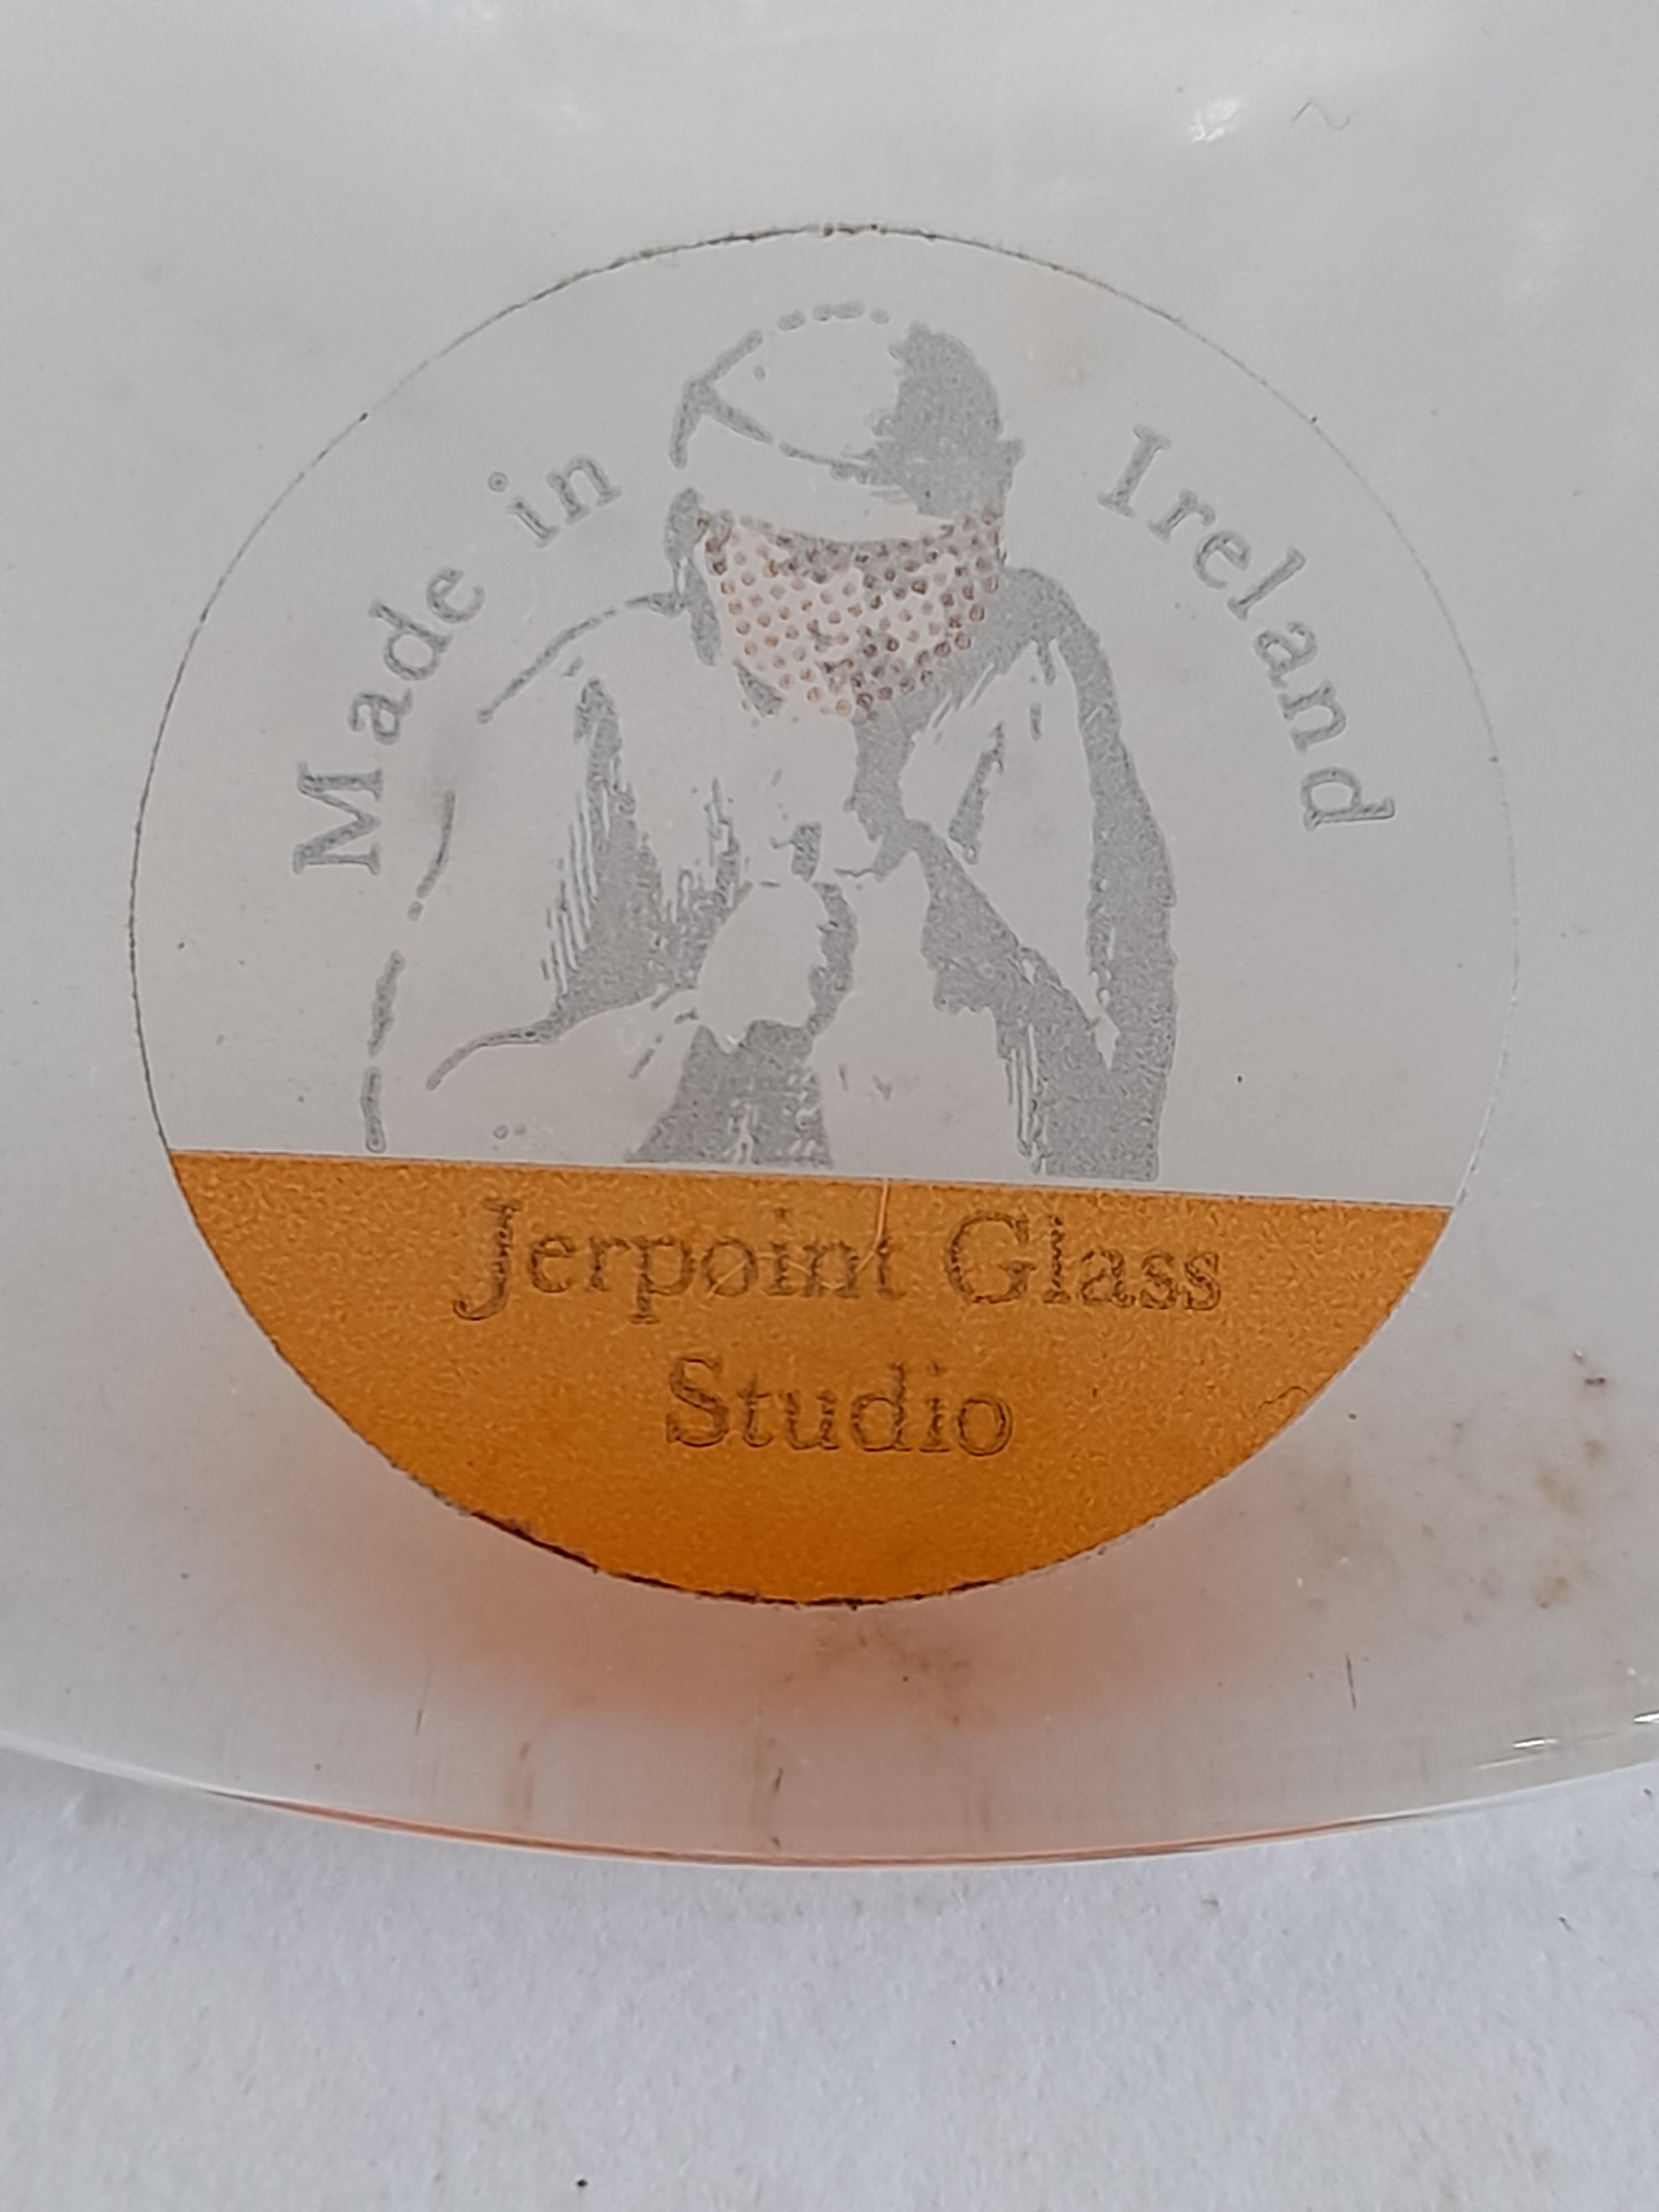 Made in Ireland
Jerpoint Glass
Studio